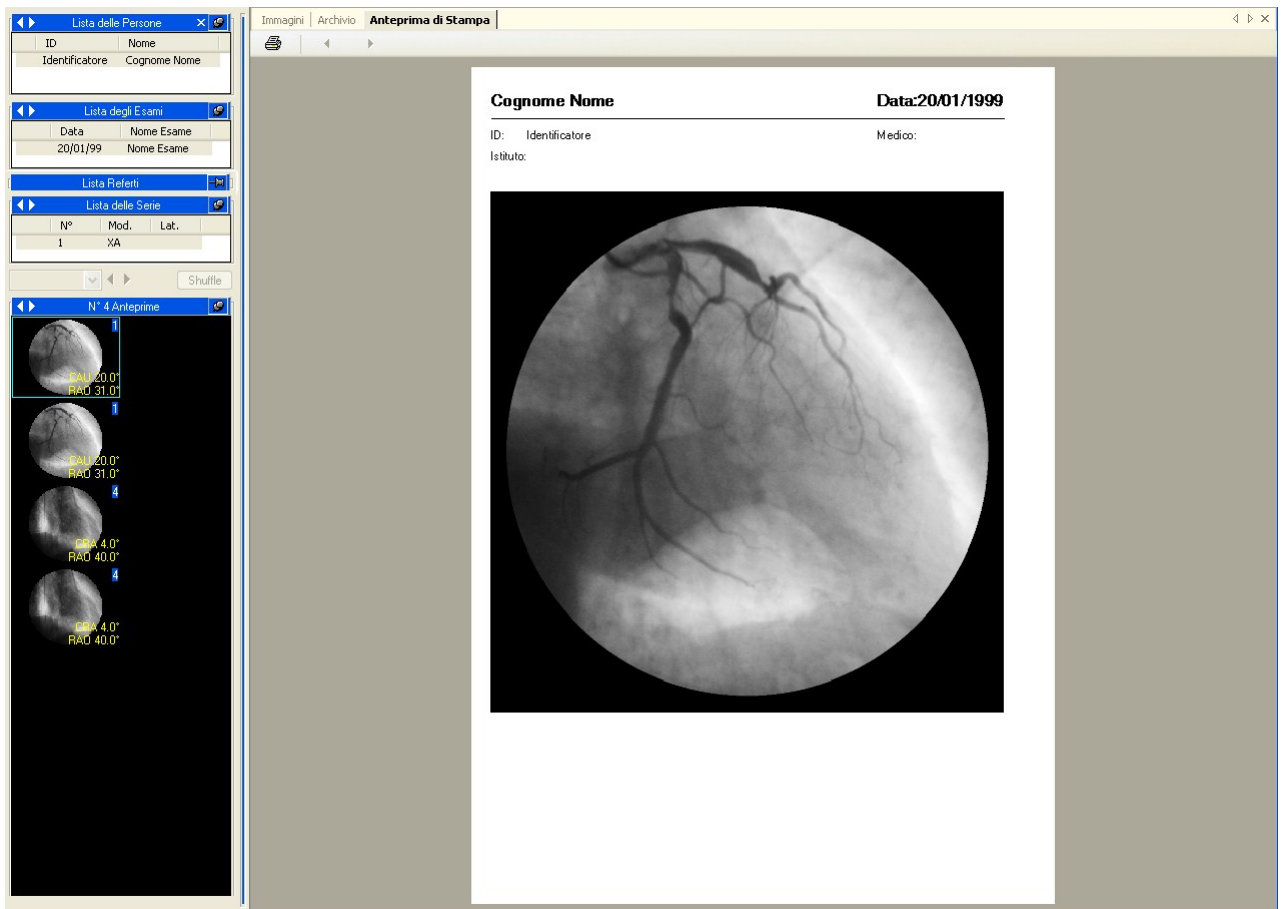 Lista delle Persone
ID Nome
Identificatore Cognome Nome
Lista degli Esami
Data Nome Esame
20/01/99 Nome Esame
Lista Referti
Lista delle Serie
N° Mod. Lat.
1 XA
Shuffle
N° 4 Anteprime
1
CAU 20.0°
RAO 31.0°
1
CAU 20.0°
RAO 31.0°
4
CRA 4.0°
RAO 40.0°
4
CRA 4.0°
RAO 40.0°
Immagini Archivio Anteprima di Stampa
Cognome Nome Data:20/01/1999
ID: Identificatore Medico:
Istituto: